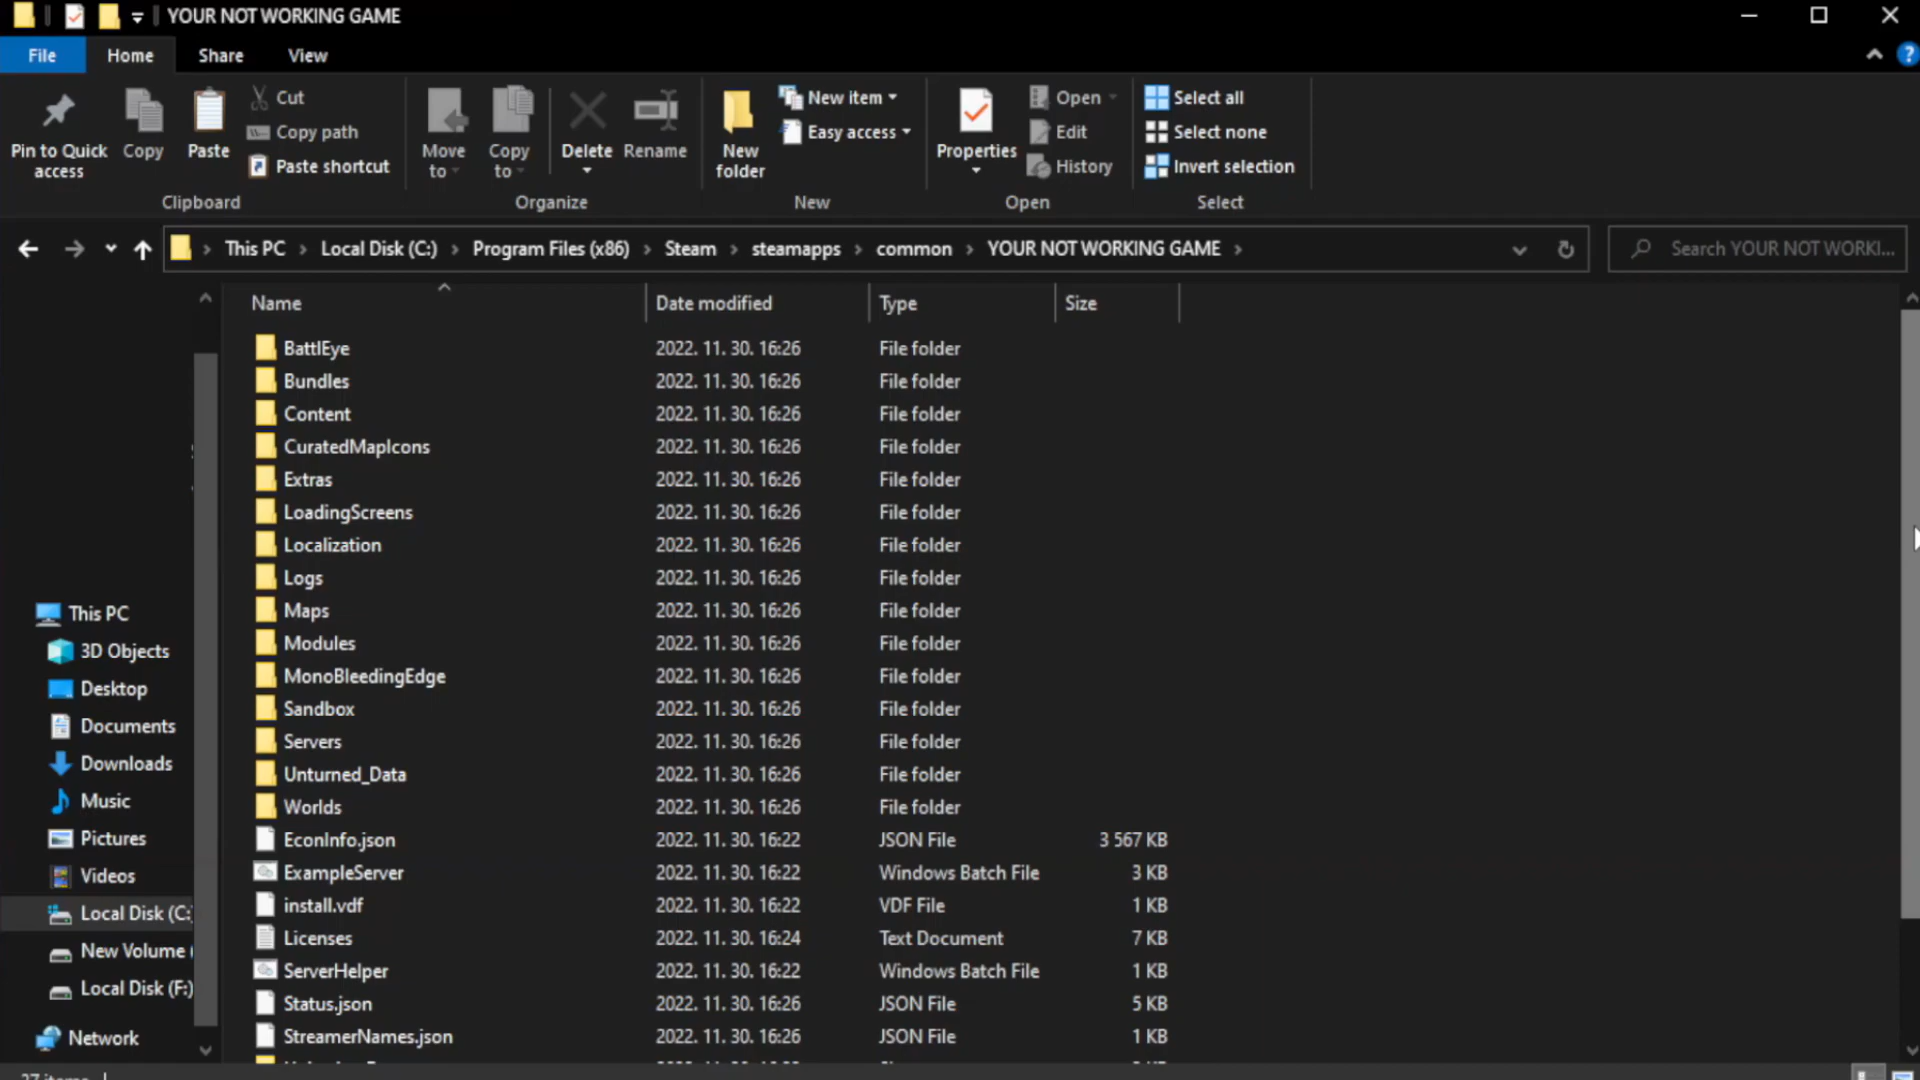 YOUR NOT WORKING GAME
File Home Share View
Pin to Quick access
Copy
Paste
Cut
Copy path
Paste shortcut
Move to
Copy to
Delete
Rename
New folder
New item
Easy access
Properties
Open
Edit
History
Select all
Select none
Invert selection
Clipboard Organize New Open Select
This PC Local Disk (C:) Program Files (x86) Steam steamapps common YOUR NOT WORKING GAME
Search YOUR NOT WORKI...
Name Date modified Type Size
BattlEye 2022. 11. 30. 16:26 File folder
Bundles 2022. 11. 30. 16:26 File folder
Content 2022. 11. 30. 16:26 File folder
CuratedMapIcons 2022. 11. 30. 16:26 File folder
Extras 2022. 11. 30. 16:26 File folder
LoadingScreens 2022. 11. 30. 16:26 File folder
Localization 2022. 11. 30. 16:26 File folder
Logs 2022. 11. 30. 16:26 File folder
Maps 2022. 11. 30. 16:26 File folder
Modules 2022. 11. 30. 16:26 File folder
MonoBleedingEdge 2022. 11. 30. 16:26 File folder
Sandbox 2022. 11. 30. 16:26 File folder
Servers 2022. 11. 30. 16:26 File folder
Unturned_Data 2022. 11. 30. 16:26 File folder
Worlds 2022. 11. 30. 16:26 File folder
EconInfo.json 2022. 11. 30. 16:22 JSON File 3 567 KB
ExampleServer 2022. 11. 30. 16:22 Windows Batch File 3 KB
install.vdf 2022. 11. 30. 16:22 VDF File 1 KB
Licenses 2022. 11. 30. 16:24 Text Document 7 KB
ServerHelper 2022. 11. 30. 16:22 Windows Batch File 1 KB
Status.json 2022. 11. 30. 16:26 JSON File 5 KB
StreamerNames.json 2022. 11. 30. 16:26 JSON File 1 KB
This PC
3D Objects
Desktop
Documents
Downloads
Music
Pictures
Videos
Local Disk (C:
New Volume
Local Disk (F:)
Network